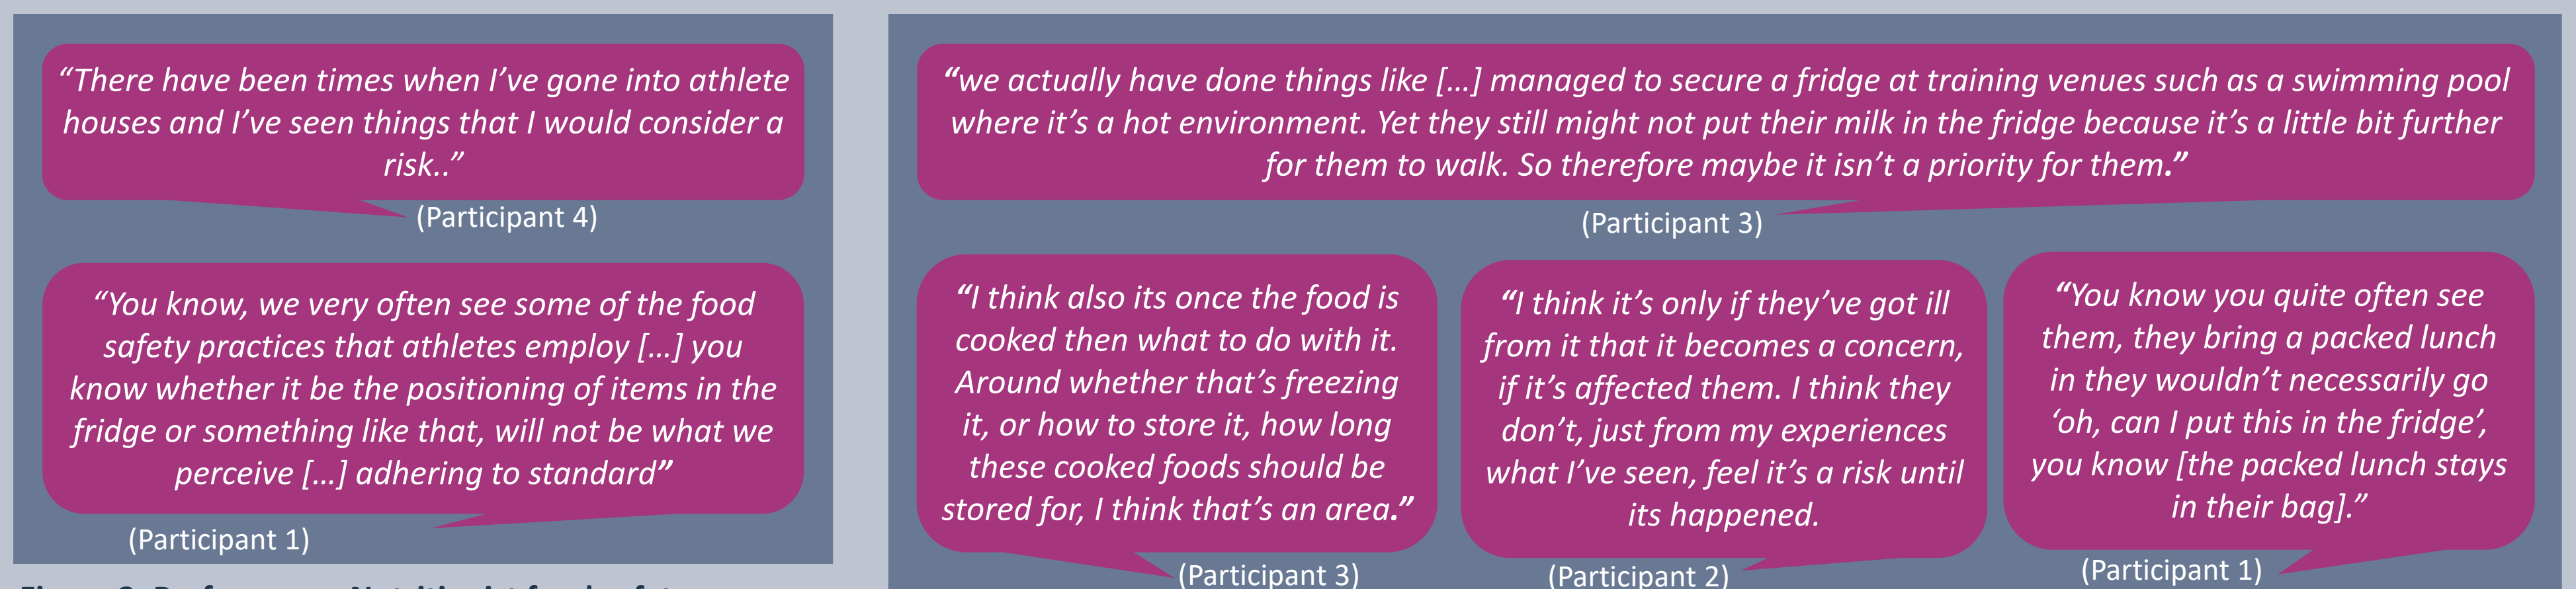 “There have been times when I’ve gone into athlete
houses and I’ve seen things that I would consider a
risk..”
(Participant 4)
“You know, we very often see some of the food
safety practices that athletes employ […] you
know whether it be the positioning of items in the
fridge or something like that, will not be what we
perceive […] adhering to standard”
(Participant 1)
“we actually have done things like […] managed to secure a fridge at training venues such as a swimming pool
where it’s a hot environment. Yet they still might not put their milk in the fridge because it’s a little bit further
for them to walk. So therefore maybe it isn’t a priority for them.”
(Participant 3)
“I think also its once the food is
cooked then what to do with it.
Around whether that’s freezing
it, or how to store it, how long
these cooked foods should be
stored for, I think that’s an area.”
(Participant 3)
“I think it’s only if they’ve got ill
from it that it becomes a concern,
if it’s affected them. I think they
don’t, just from my experiences
what I’ve seen, feel it’s a risk until
its happened.
(Participant 2)
“You know you quite often see
them, they bring a packed lunch
in they wouldn’t necessarily go
‘oh, can I put this in the fridge’,
you know [the packed lunch stays
in their bag].”
(Participant 1)